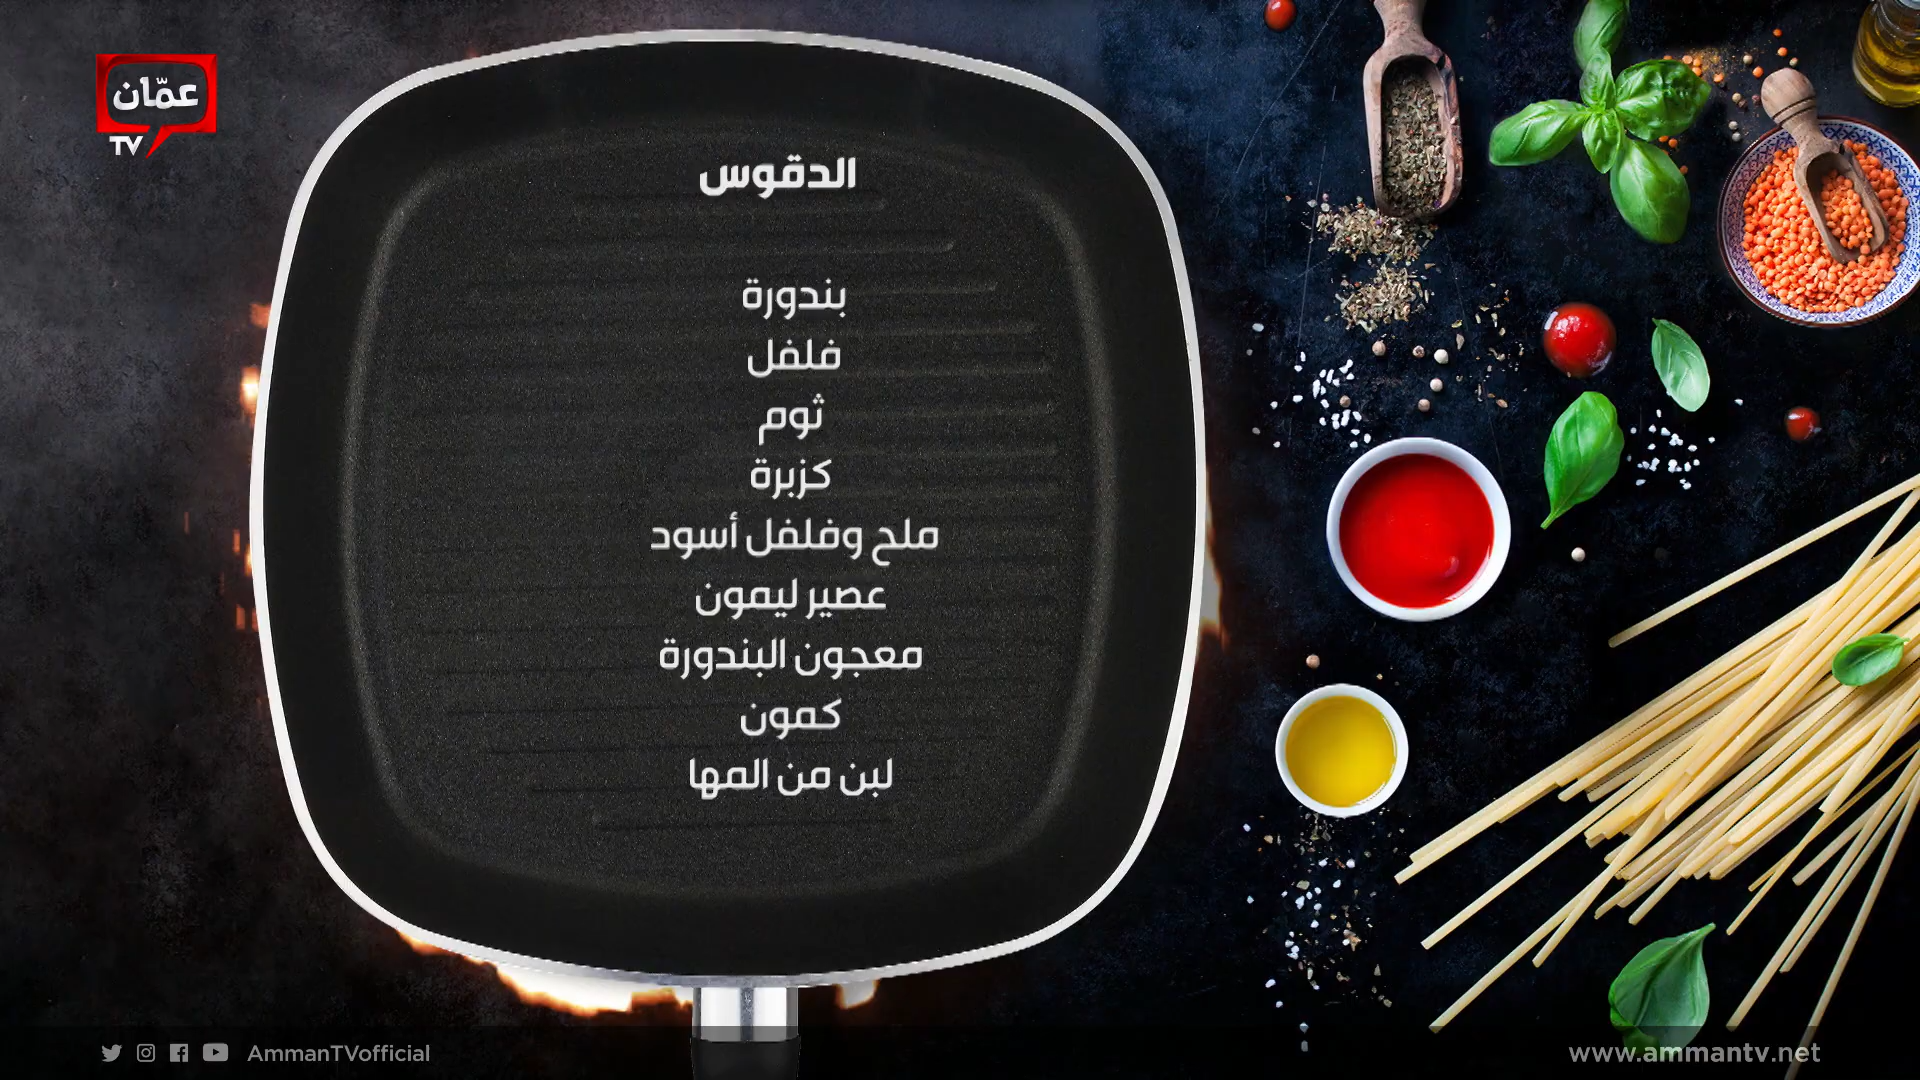 عمّان
TV
الدقوس
بندورة
فلفل
ثوم
كزبرة
ملح وفلفل أسود
عصير ليمون
معجون البندورة
كمون
لبن من المها
AmmanTVofficial
www.ammantv.net